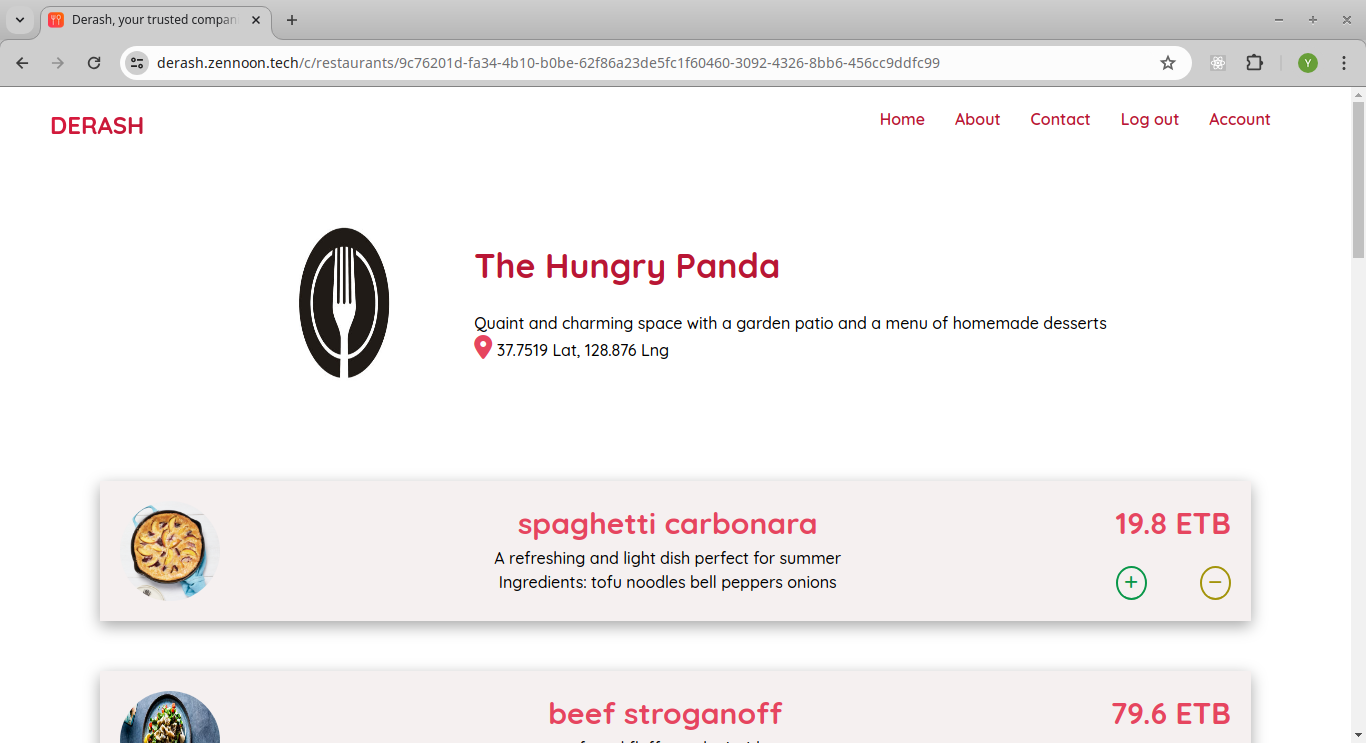 Derash, your trusted compan
derash.zennoon.tech/c/restaurants/9c76201d-fa34-4b10-b0be-62f86a23de5fc1f60460-3092-4326-8bb6-456cc9ddfc99
Y
DERASH
Home About Contact Log out Account
The Hungry Panda
Quaint and charming space with a garden patio and a menu of homemade desserts
37.7519 Lat, 128.876 Lng
spaghetti carbonara
19.8 ETB
A refreshing and light dish perfect for summer
Ingredients: tofu noodles bell peppers onions
beef stroganoff
79.6 ETB